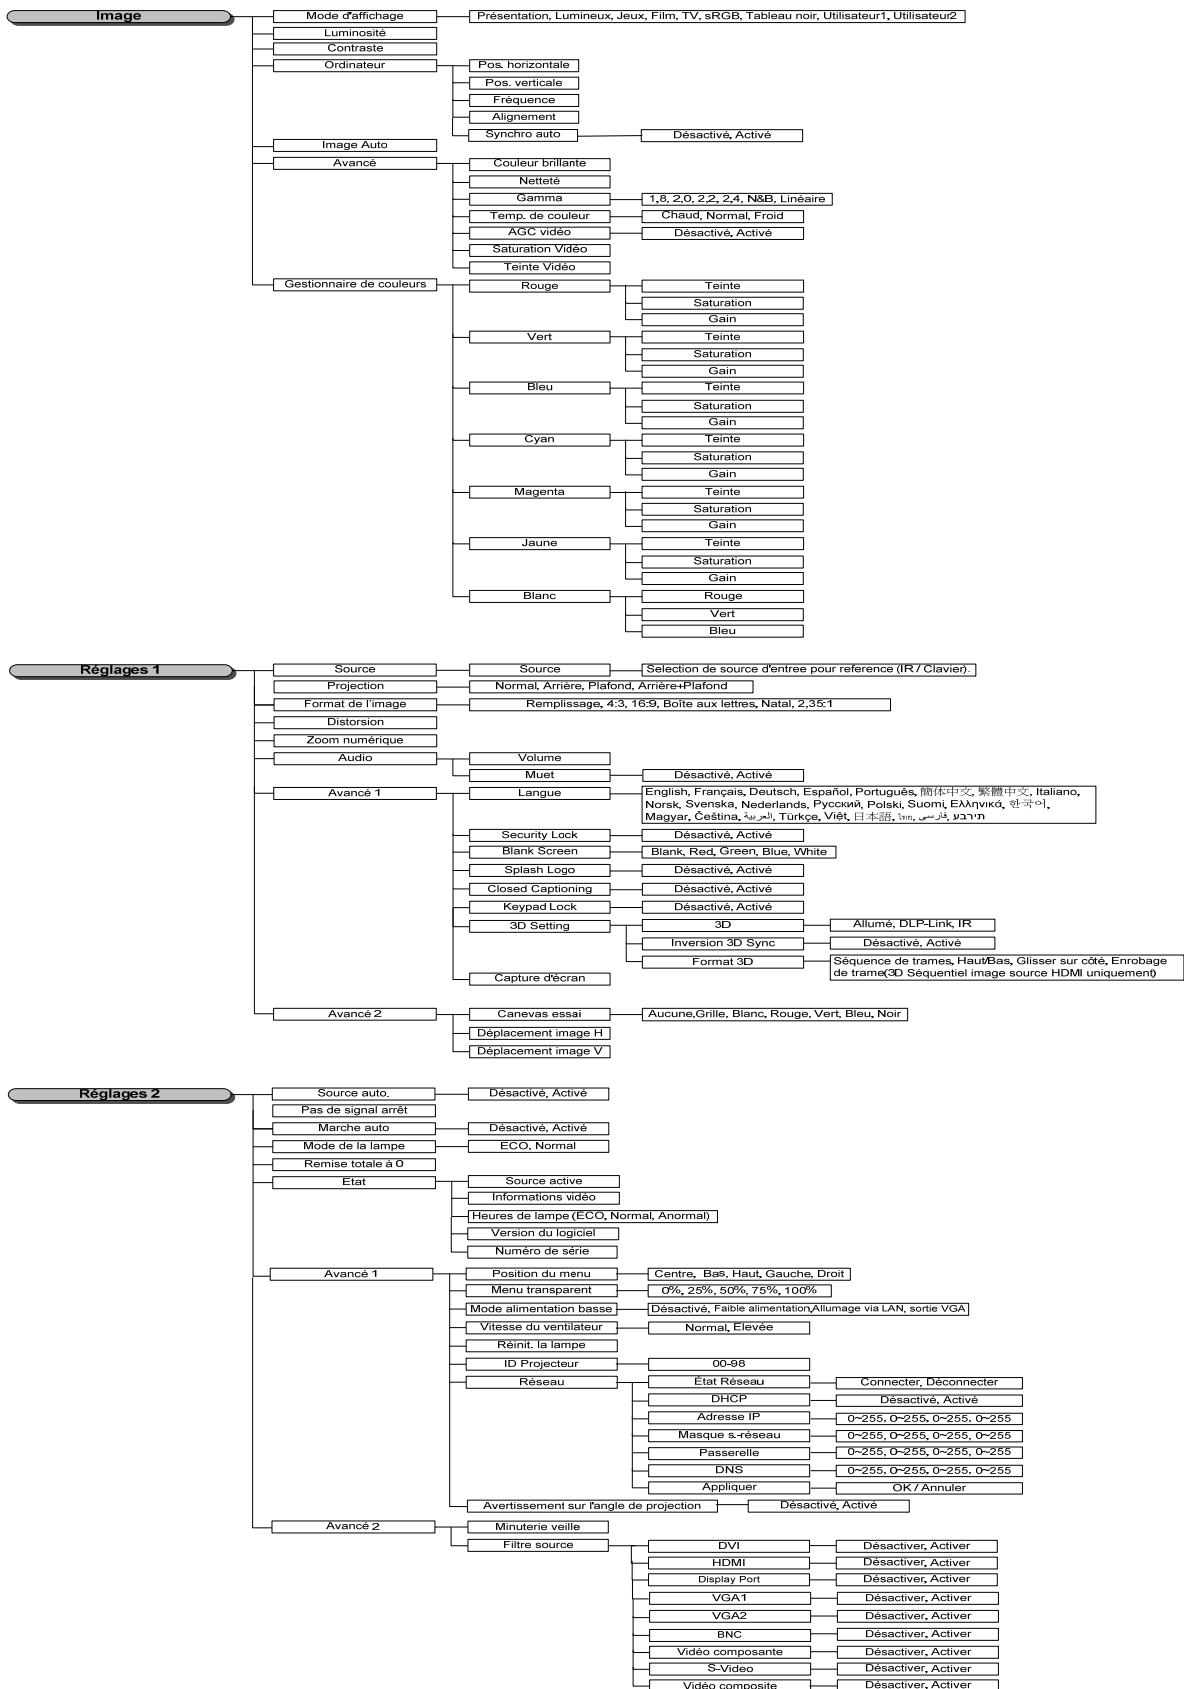 Image
Mode d'affichage
Présentation, Lumineux, Jeux, Film, TV, sRGB, Tableau noir, Utilisateur1, Utilisateur2
Luminosité
Contraste
Ordinateur
Pos. horizontale
Pos. verticale
Fréquence
Alignement
Synchro auto
Désactivé, Activé
Image Auto
Avancé
Couleur brillante
Netteté
Gamma
1,8, 2,0, 2,2, 2,4, N&B, Linéaire
Temp. de couleur
Chaud, Normal, Froid
AGC vidéo
Désactivé, Activé
Saturation Vidéo
Teinte Vidéo
Gestionnaire de couleurs
Rouge
Teinte
Saturation
Gain
Vert
Teinte
Saturation
Gain
Bleu
Teinte
Saturation
Gain
Cyan
Teinte
Saturation
Gain
Magenta
Teinte
Saturation
Gain
Jaune
Teinte
Saturation
Gain
Blanc
Rouge
Vert
Bleu
Réglages 1
Source
Source
Selection de source d'entree pour reference (IR / Clavier).
Projection
Normal, Arrière, Plafond, Arrière+Plafond
Format de l'image
Remplissage, 4:3, 16:9, Boîte aux lettres, Natal, 2,35:1
Distorsion
Zoom numérique
Audio
Volume
Muet
Désactivé, Activé
Avancé 1
Langue
English, Français, Deutsch, Español, Português, 簡体中文, 繁體中文, Italiano,
Norsk, Svenska, Nederlands, Русский, Polski, Suomi, Ελληνικά, 한국어,
Magyar, Čeština, العربية, Türkçe, Việt, 日本語, ไทย, فارسی, תירבע
Security Lock
Désactivé, Activé
Blank Screen
Blank, Red, Green, Blue, White
Splash Logo
Désactivé, Activé
Closed Captioning
Désactivé, Activé
Keypad Lock
Désactivé, Activé
3D Setting
3D
Allumé, DLP-Link, IR
Inversion 3D Sync
Désactivé, Activé
Format 3D
Séquence de trames, Haut/Bas, Glisser sur côté, Enrobage
de trame(3D Séquentiel image source HDMI uniquement)
Capture d'écran
Avancé 2
Canevas essai
Aucune,Grille, Blanc, Rouge, Vert, Bleu, Noir
Déplacement image H
Déplacement image V
Réglages 2
Source auto.
Désactivé, Activé
Pas de signal arrêt
Marche auto
Désactivé, Activé
Mode de la lampe
ECO, Normal
Remise totale à 0
Etat
Source active
Informations vidéo
Heures de lampe (ECO, Normal, Anormal)
Version du logiciel
Numéro de série
Avancé 1
Position du menu
Centre, Bas, Haut, Gauche, Droit
Menu transparent
0%, 25%, 50%, 75%, 100%
Mode alimentation basse
Désactivé, Faible alimentation,Allumage via LAN, sortie VGA
Vitesse du ventilateur
Normal, Elevée
Réinit. la lampe
ID Projecteur
00-98
Réseau
État Réseau
Connecter, Déconnecter
DHCP
Désactivé, Activé
Adresse IP
0~255, 0~255, 0~255, 0~255
Masque s.-réseau
0~255, 0~255, 0~255, 0~255
Passerelle
0~255, 0~255, 0~255, 0~255
DNS
0~255, 0~255, 0~255, 0~255
Appliquer
OK / Annuler
Avertissement sur l'angle de projection
Désactivé, Activé
Avancé 2
Minuterie veille
Filtre source
DVI
Désactiver, Activer
HDMI
Désactiver, Activer
Display Port
Désactiver, Activer
VGA1
Désactiver, Activer
VGA2
Désactiver, Activer
BNC
Désactiver, Activer
Vidéo composante
Désactiver, Activer
S-Video
Désactiver, Activer
Vidéo composite
Désactiver, Activer